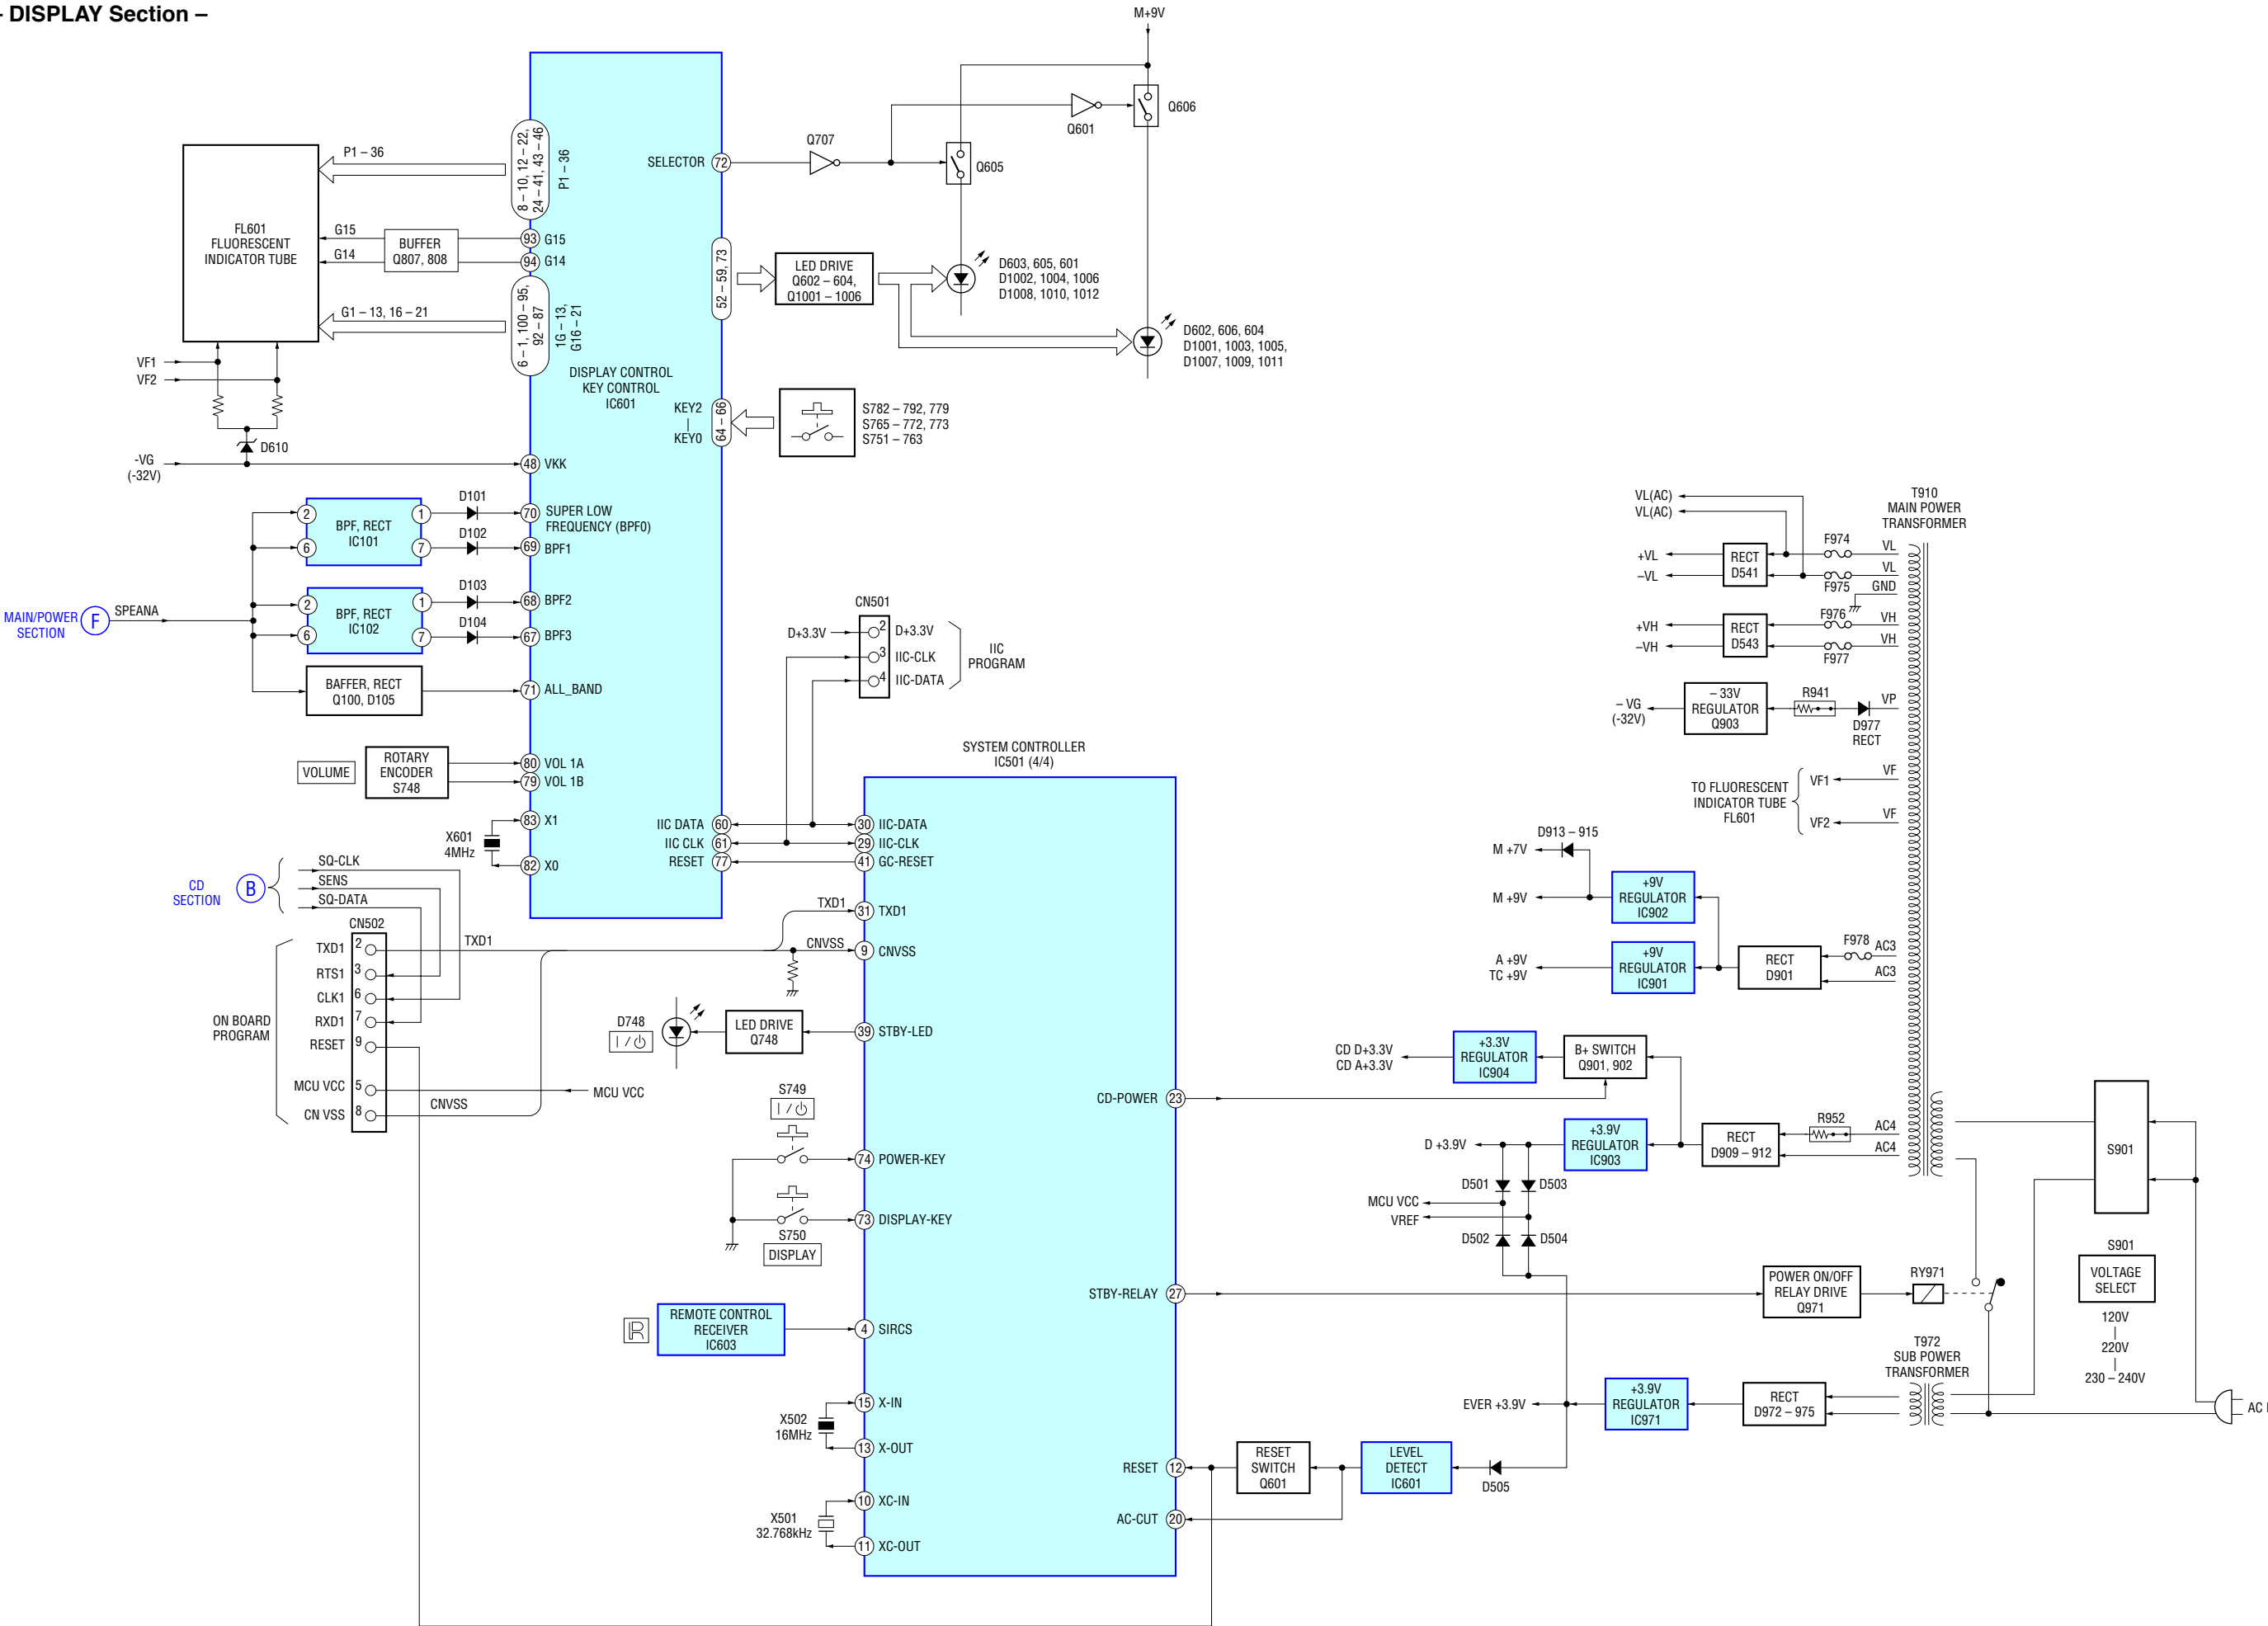 – DISPLAY Section –
M+9V
Q606
Q601
Q707
SELECTOR 72
Q605
P1 – 36
8 – 10, 12 – 22,
24 – 41, 43 – 46
P1 – 36
FL601
FLUORESCENT
INDICATOR TUBE
G15
G14
BUFFER
Q807, 808
93 G15
94 G14
G1 – 13, 16 – 21
6 – 1, 100 – 95,
92 – 87
1G – 13,
G16 – 21
52 – 59, 73
LED DRIVE
Q602 – 604,
Q1001 – 1006
D603, 605, 601
D1002, 1004, 1006
D1008, 1010, 1012
D602, 606, 604
D1001, 1003, 1005,
D1007, 1009, 1011
VF1
VF2
DISPLAY CONTROL
KEY CONTROL
IC601
KEY2
|
KEY0
64 – 66
S782 – 792, 779
S765 – 772, 773
S751 – 763
D610
-VG
(-32V)
48 VKK
2 BPF, RECT 1
IC101
6 7
D101
70 SUPER LOW
FREQUENCY (BPF0)
D102
69 BPF1
2 BPF, RECT 1
IC102
6 7
D103
68 BPF2
D104
67 BPF3
MAIN/POWER
SECTION
F
SPEANA
BAFFER, RECT
Q100, D105
71 ALL_BAND
CN501
D+3.3V
2 D+3.3V
3 IIC-CLK
4 IIC-DATA
IIC
PROGRAM
VOLUME
ROTARY
ENCODER
S748
80 VOL 1A
79 VOL 1B
X601
4MHz
83 X1
82 X0
SYSTEM CONTROLLER
IC501 (4/4)
IIC DATA 60
IIC CLK 61
RESET 77
30 IIC-DATA
29 IIC-CLK
41 GC-RESET
CD
SECTION
B
SQ-CLK
SENS
SQ-DATA
CN502
TXD1 2
RTS1 3
CLK1 6
RXD1 7
RESET 9
MCU VCC 5
CN VSS 8
ON BOARD
PROGRAM
TXD1
TXD1
31 TXD1
CNVSS
9 CNVSS
MCU VCC
CNVSS
D748
I /
LED DRIVE
Q748
39 STBY-LED
S749
I /
74 POWER-KEY
73 DISPLAY-KEY
S750
DISPLAY
R
REMOTE CONTROL
RECEIVER
IC603
4 SIRCS
X502
16MHz
15 X-IN
13 X-OUT
X501
32.768kHz
10 XC-IN
11 XC-OUT
CD-POWER 23
STBY-RELAY 27
RESET 12
AC-CUT 20
T910
MAIN POWER
TRANSFORMER
VL(AC)
VL(AC)
+VL
–VL
RECT
D541
F974
VL
VL
F975
GND
+VH
–VH
RECT
D543
F976
VH
VH
F977
– VG
(-32V)
– 33V
REGULATOR
Q903
R941
D977
RECT
VP
TO FLUORESCENT
INDICATOR TUBE
FL601
VF1
VF
VF2
VF
M +7V
D913 – 915
M +9V
+9V
REGULATOR
IC902
A +9V
TC +9V
+9V
REGULATOR
IC901
RECT
D901
F978
AC3
AC3
CD D+3.3V
CD A+3.3V
+3.3V
REGULATOR
IC904
B+ SWITCH
Q901, 902
D +3.9V
+3.9V
REGULATOR
IC903
RECT
D909 – 912
R952
AC4
AC4
D501
D503
MCU VCC
VREF
D502
D504
S901
S901
VOLTAGE
SELECT
120V
|
220V
|
230 – 240V
POWER ON/OFF
RELAY DRIVE
Q971
RY971
T972
SUB POWER
TRANSFORMER
EVER +3.9V
+3.9V
REGULATOR
IC971
RECT
D972 – 975
AC
RESET
SWITCH
Q601
LEVEL
DETECT
IC601
D505